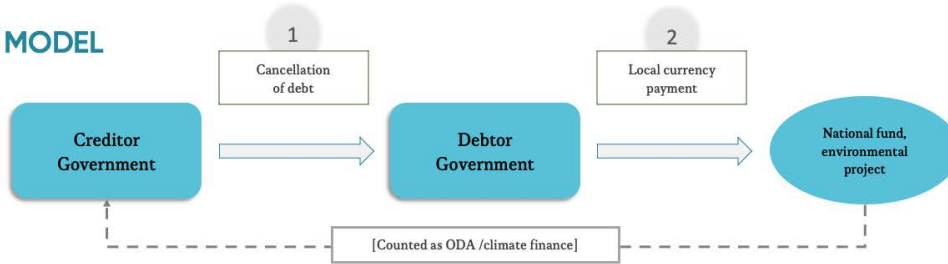 MODEL
1
Cancellation
of debt
2
Local currency
payment
Creditor
Government
Debtor
Government
National fund,
environmental
project
[Counted as ODA /climate finance]